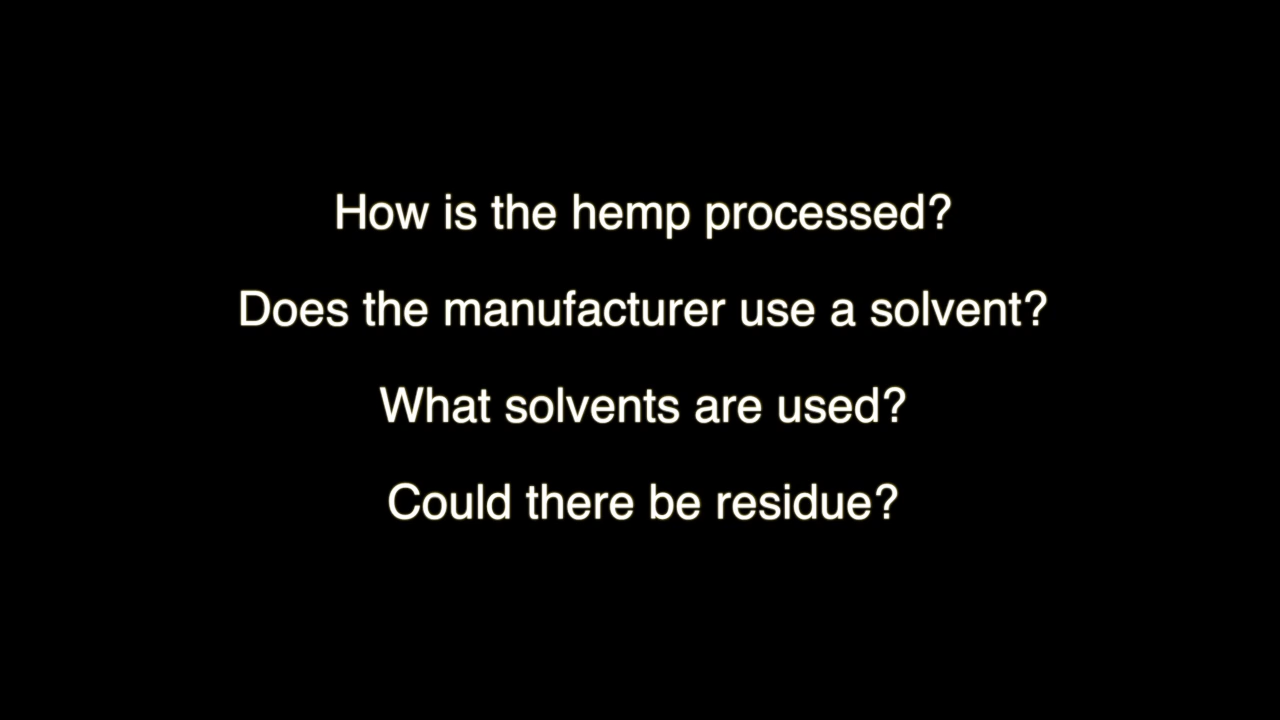 How is the hemp processed?
Does the manufacturer use a solvent?
What solvents are used?
Could there be residue?